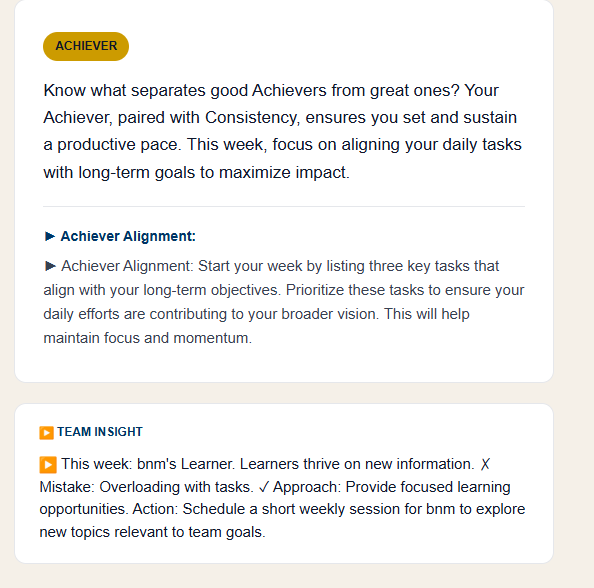 ACHIEVER
Know what separates good Achievers from great ones? Your
Achiever, paired with Consistency, ensures you set and sustain
a productive pace. This week, focus on aligning your daily tasks
with long-term goals to maximize impact.
► Achiever Alignment:
► Achiever Alignment: Start your week by listing three key tasks that
align with your long-term objectives. Prioritize these tasks to ensure your
daily efforts are contributing to your broader vision. This will help
maintain focus and momentum.
▶️ TEAM INSIGHT
▶️ This week: bnm's Learner. Learners thrive on new information. ✗
Mistake: Overloading with tasks. ✓ Approach: Provide focused learning
opportunities. Action: Schedule a short weekly session for bnm to explore
new topics relevant to team goals.